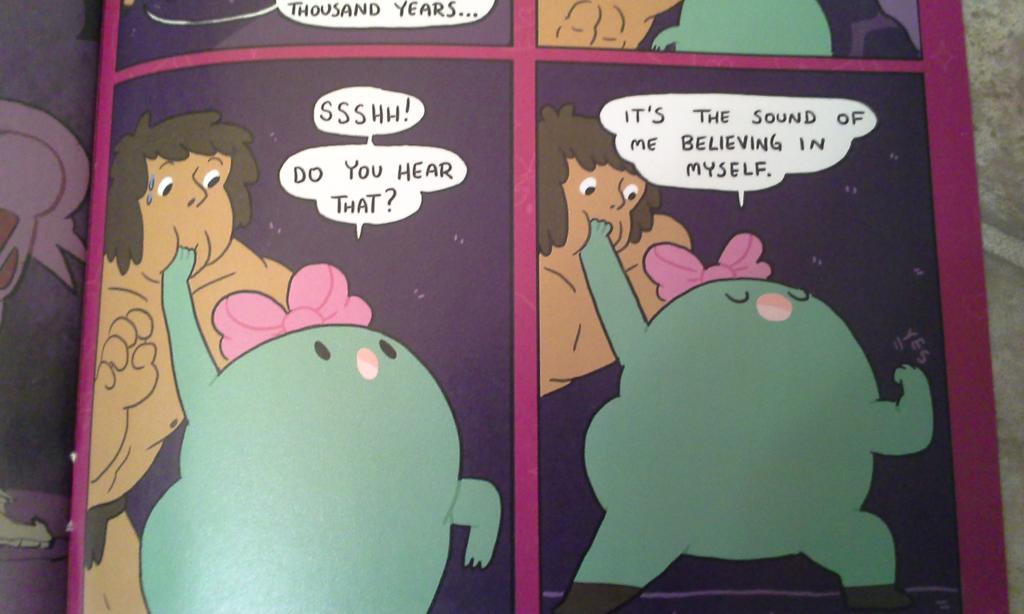 THOUSAND YEARS...
SSSHH!
DO YOU HEAR
THAT?
IT'S THE SOUND OF
ME BELIEVING IN
MYSELF.
YES